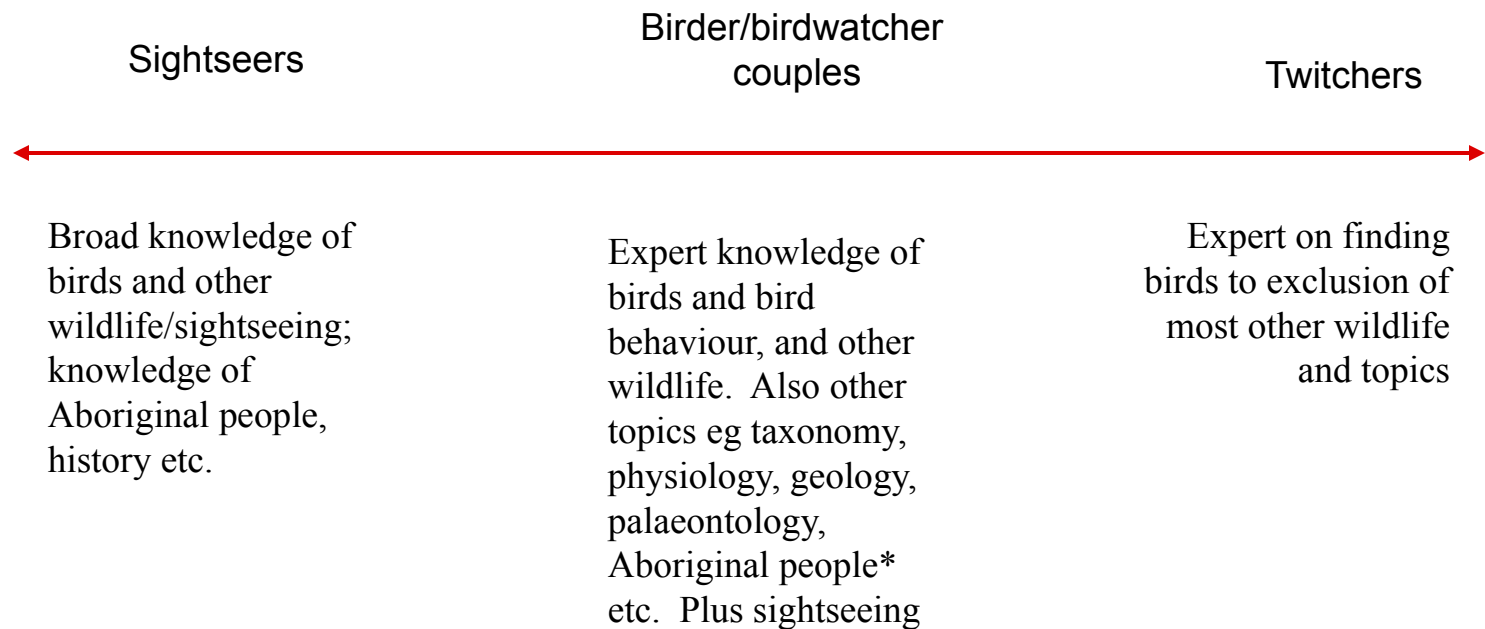 Sightseers
Birder/birdwatcher
couples
Twitchers
Broad knowledge of
birds and other
wildlife/sightseeing;
knowledge of
Aboriginal people,
history etc.
Expert knowledge of
birds and bird
behaviour, and other
wildlife.  Also other
topics eg taxonomy,
physiology, geology,
palaeontology,
Aboriginal people*
etc.  Plus sightseeing
Expert on finding
birds to exclusion of
most other wildlife
and topics